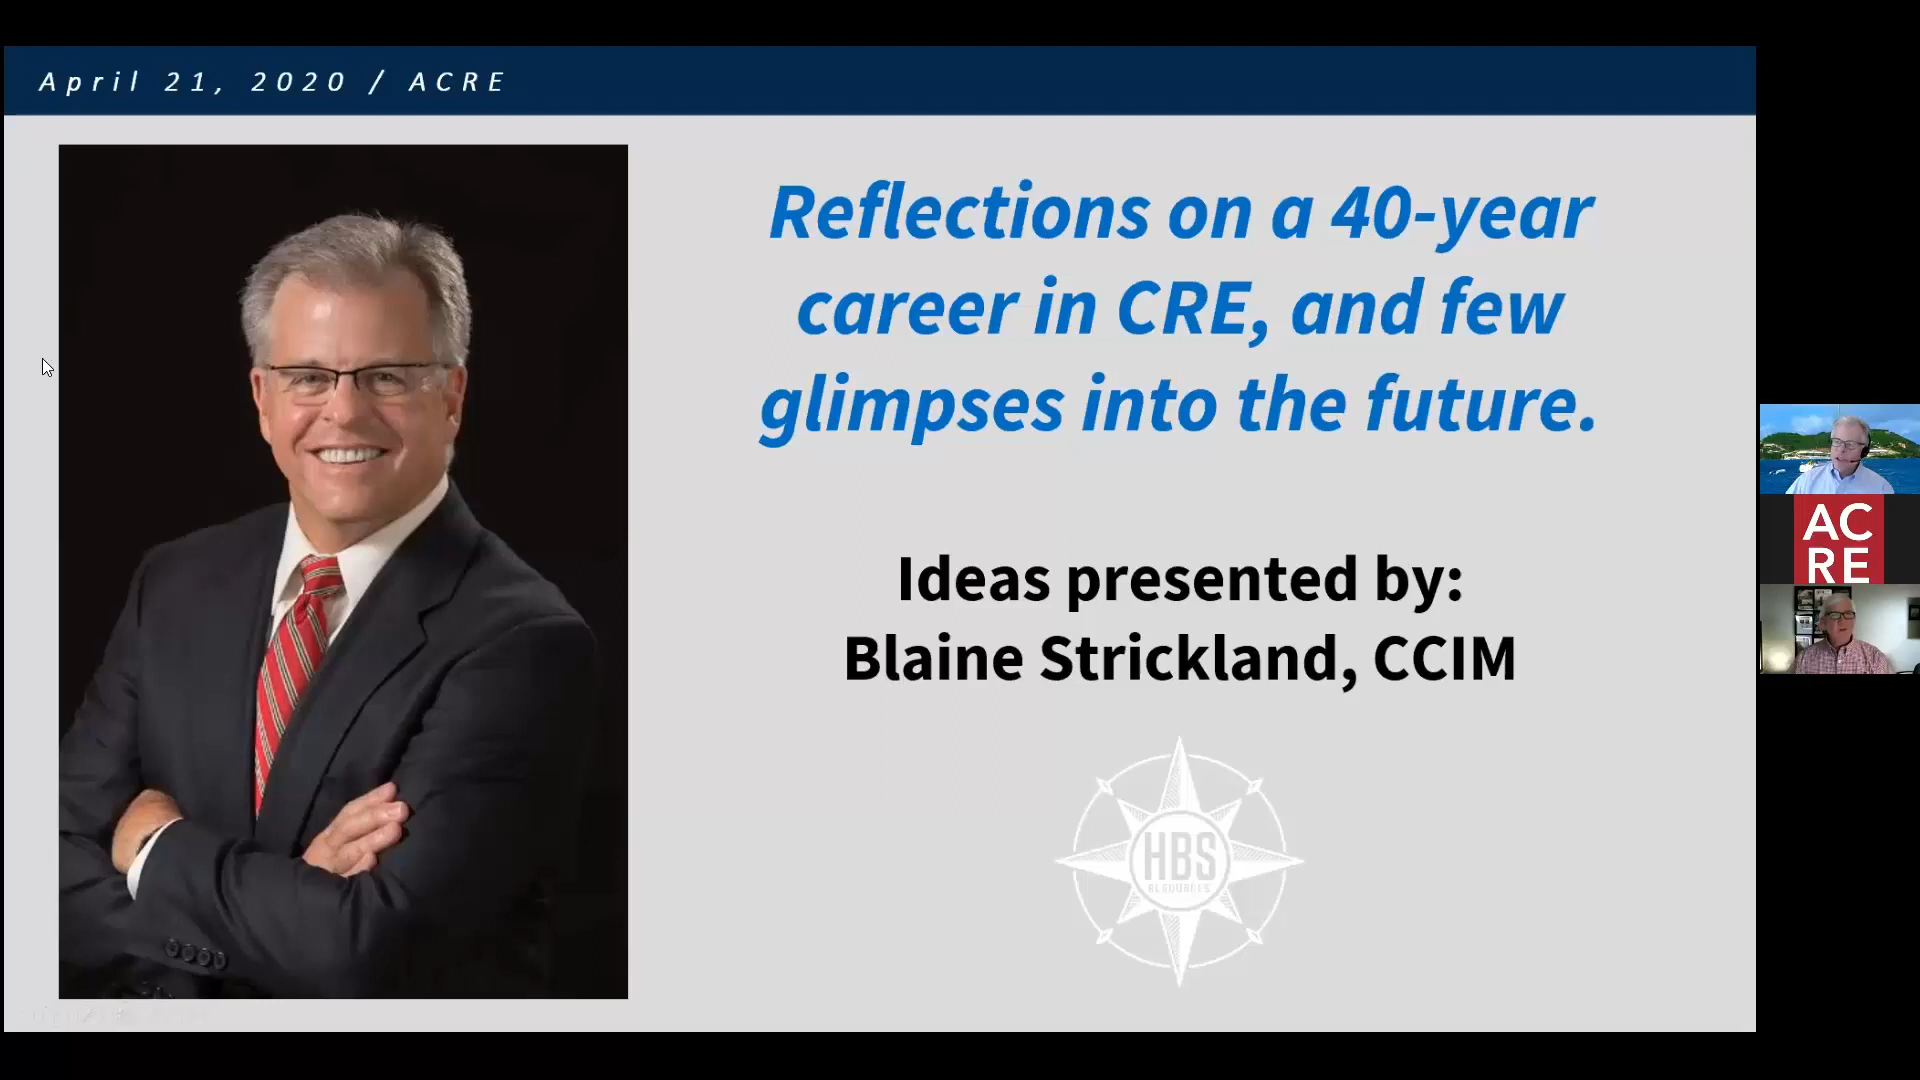 April 21, 2020 / ACRE
Reflections on a 40-year
career in CRE, and few
glimpses into the future.
Ideas presented by:
Blaine Strickland, CCIM
HBS
RESOURCES
AC
RE